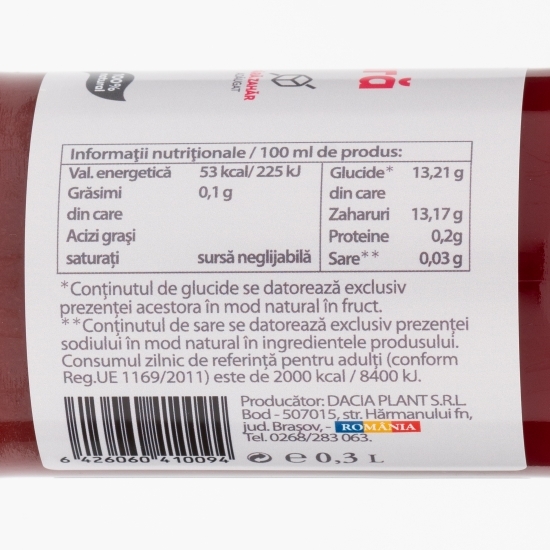 100%
natural
ZAHĂR
Informații nutriționale / 100 ml de produs:
Val. energetică 53 kcal/ 225 kJ
Grăsimi 0,1 g
din care
Acizi grași
saturați sursă neglijabilă
Glucide* 13,21 g
din care
Zaharuri 13,17 g
Proteine 0,2g
Sare** 0,03 g
*Conținutul de glucide se datorează exclusiv
prezenței acestora în mod natural în fruct.
**Conținutul de sare se datorează exclusiv prezenței
sodiului în mod natural în ingredientele produsului.
Consumul zilnic de referință pentru adulți (conform
Reg.UE 1169/2011) este de 2000 kcal / 8400 kJ.
Producător: DACIA PLANT S.R.L.
Bod - 507015, str. Hărmanului fn,
jud. Brașov, - ROMÂNIA
Tel. 0268/283 063.
6 426060 410094
e 0,3 L